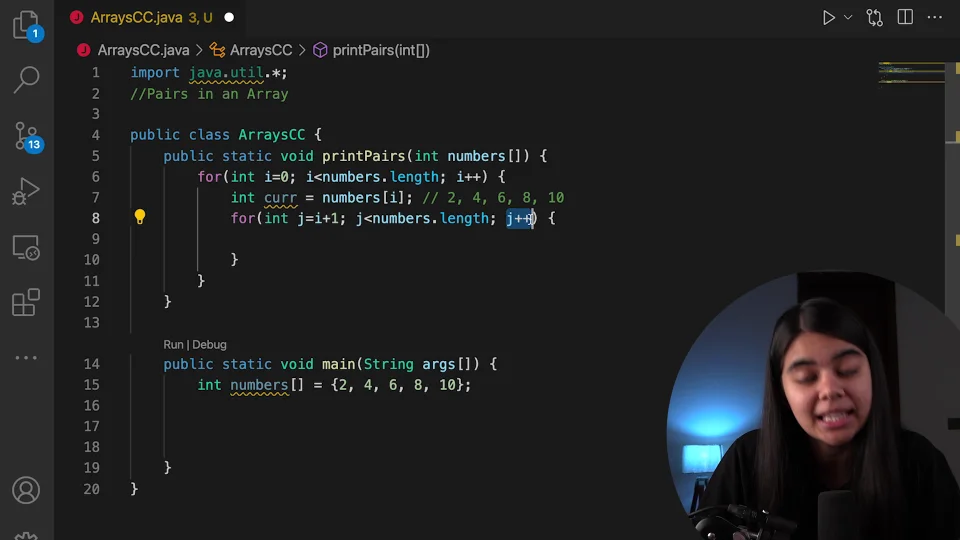 ArraysCC.java 3, U
1
ArraysCC.java > ArraysCC > printPairs(int[])
1 import java.util.*;
2 //Pairs in an Array
3
4 public class ArraysCC {
5 public static void printPairs(int numbers[]) {
6 for(int i=0; i<numbers.length; i++) {
7 int curr = numbers[i]; // 2, 4, 6, 8, 10
8 for(int j=i+1; j<numbers.length; j++) {
9
10 }
11 }
12 }
13
13
Run | Debug
14 public static void main(String args[]) {
15 int numbers[] = {2, 4, 6, 8, 10};
16
17
18
19 }
20 }